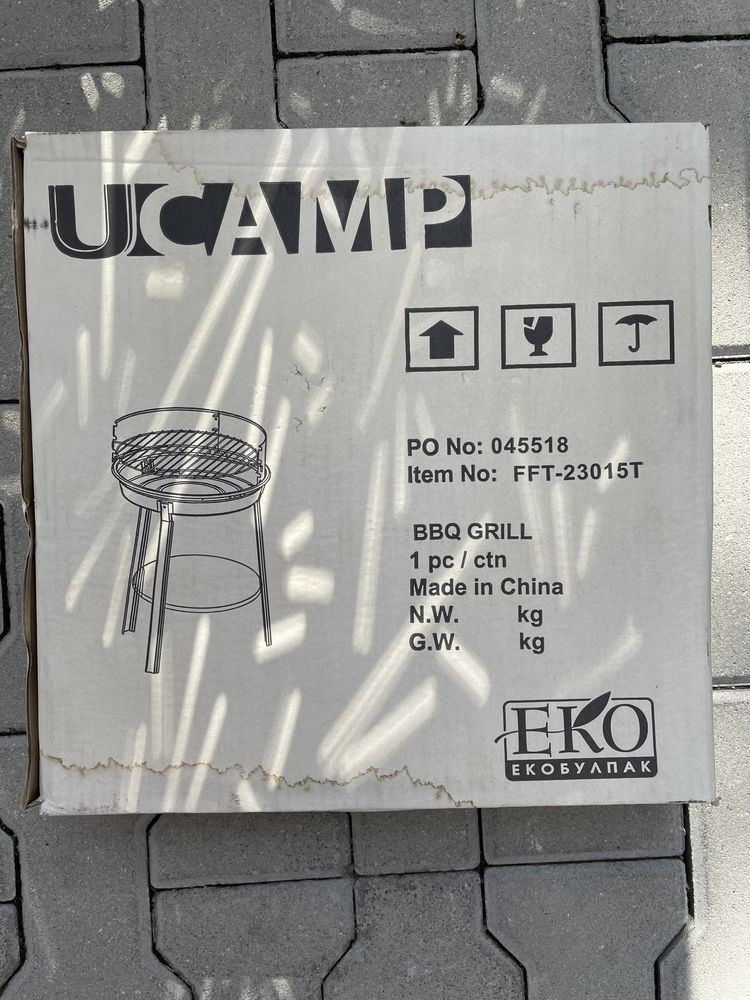 UCAMP
PO No: 045518
Item No: FFT-23015T
BBQ GRILL
1 pc / ctn
Made in China
N.W. kg
G.W. kg
EKO
ЕКОБУЛПАК